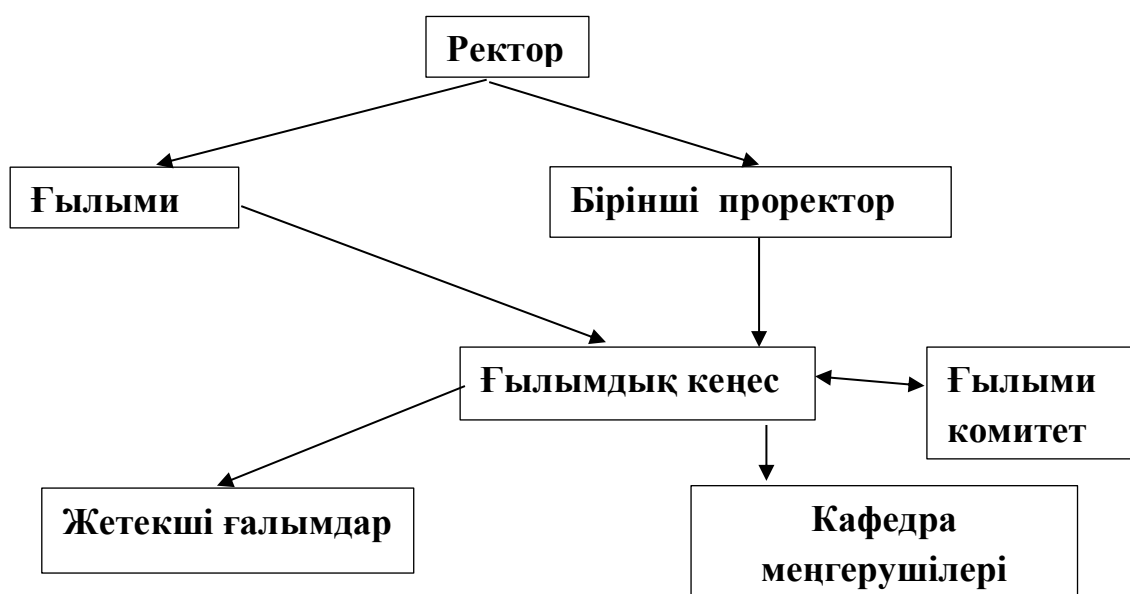 Ректор
Ғылыми
Бірінші проректор
Ғылымдық кеңес
Ғылыми
комитет
Жетекші ғалымдар
Кафедра
меңгерушілері